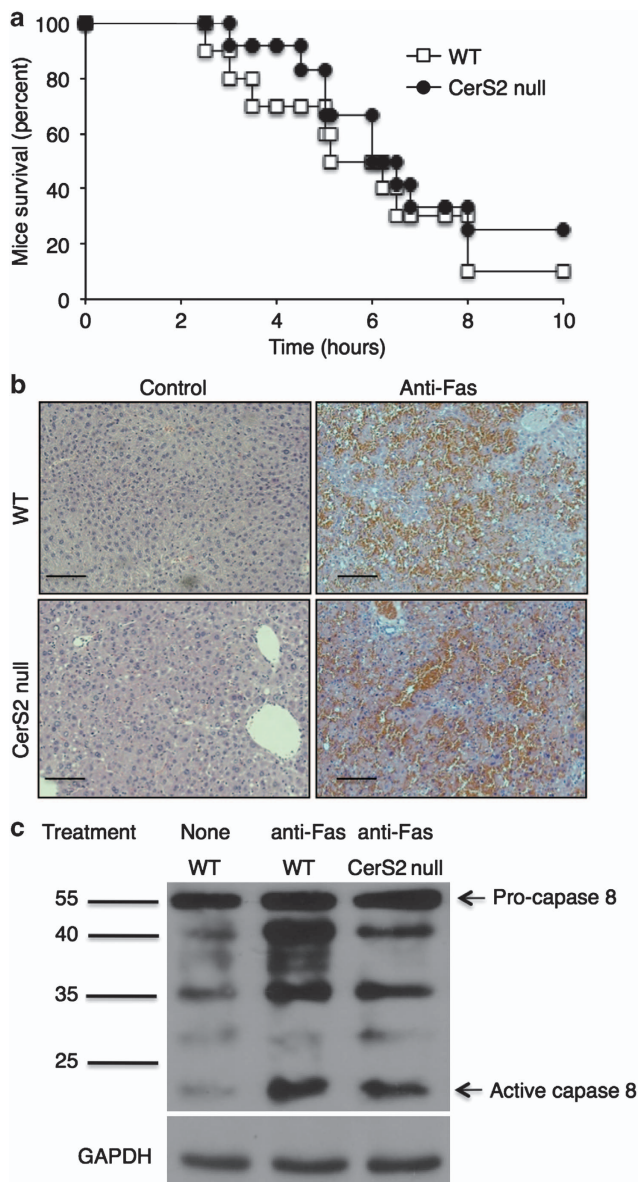 a
100
80
60
40
20
0
Mice survival (percent)
WT
CerS2 null
0 2 4 6 8 10
Time (hours)
b
Control Anti-Fas
WT
CerS2 null
c
Treatment None anti-Fas anti-Fas
WT WT CerS2 null
55
40
35
25
Pro-capase 8
Active capase 8
GAPDH